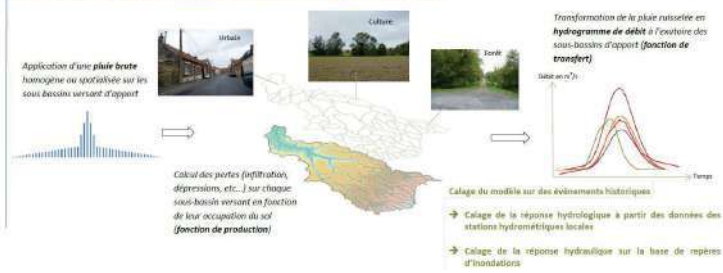 Application d'une pluie brute
homogène ou spatialisée sur les
sous bassins versant d'apport
Urbain
Culture
Forêt
Calcul des pertes (infiltration,
dépressions, etc...) sur chaque
sous-bassin versant en fonction
de leur occupation du sol
(fonction de production)
Transformation de la pluie ruisselée en
hydrogramme de débit à l'exutoire des
sous-bassins d'apport (fonction de
transfert)
Débit en m³/s
Temps
Calage du modèle sur des évènements historiques
→ Calage de la réponse hydrologique à partir des données des
stations hydrométriques locales
→ Calage de la réponse hydraulique sur la base de repères
d'inondations